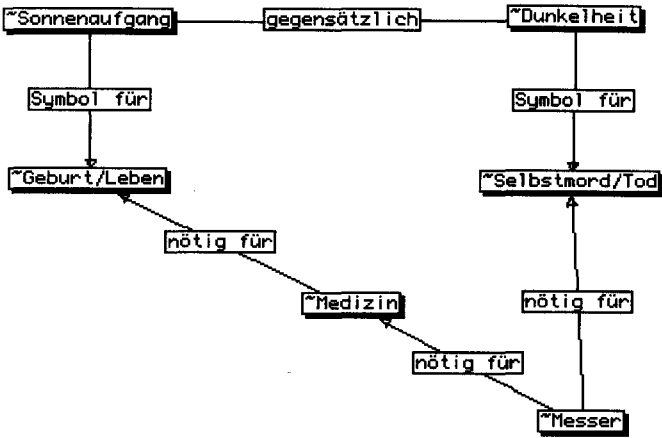 ~Sonnenaufgang
gegensätzlich
~Dunkelheit
Symbol für
Symbol für
~Geburt/Leben
~Selbstmord/Tod
nötig für
~Medizin
nötig für
nötig für
~Messer